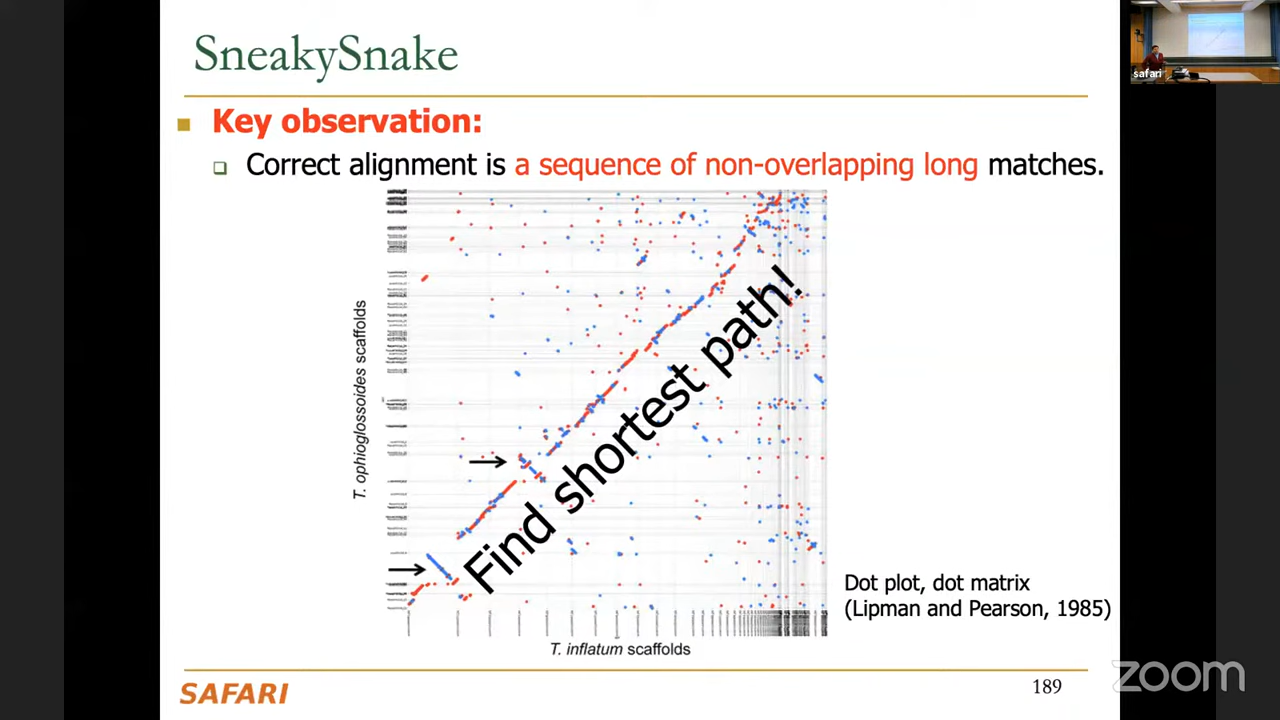 SneakySnake
safari
Key observation:
Correct alignment is a sequence of non-overlapping long matches.
T. ophioglossoides scaffolds
Find shortest path!
Dot plot, dot matrix
(Lipman and Pearson, 1985)
T. inflatum scaffolds
SAFARI
189
zoom